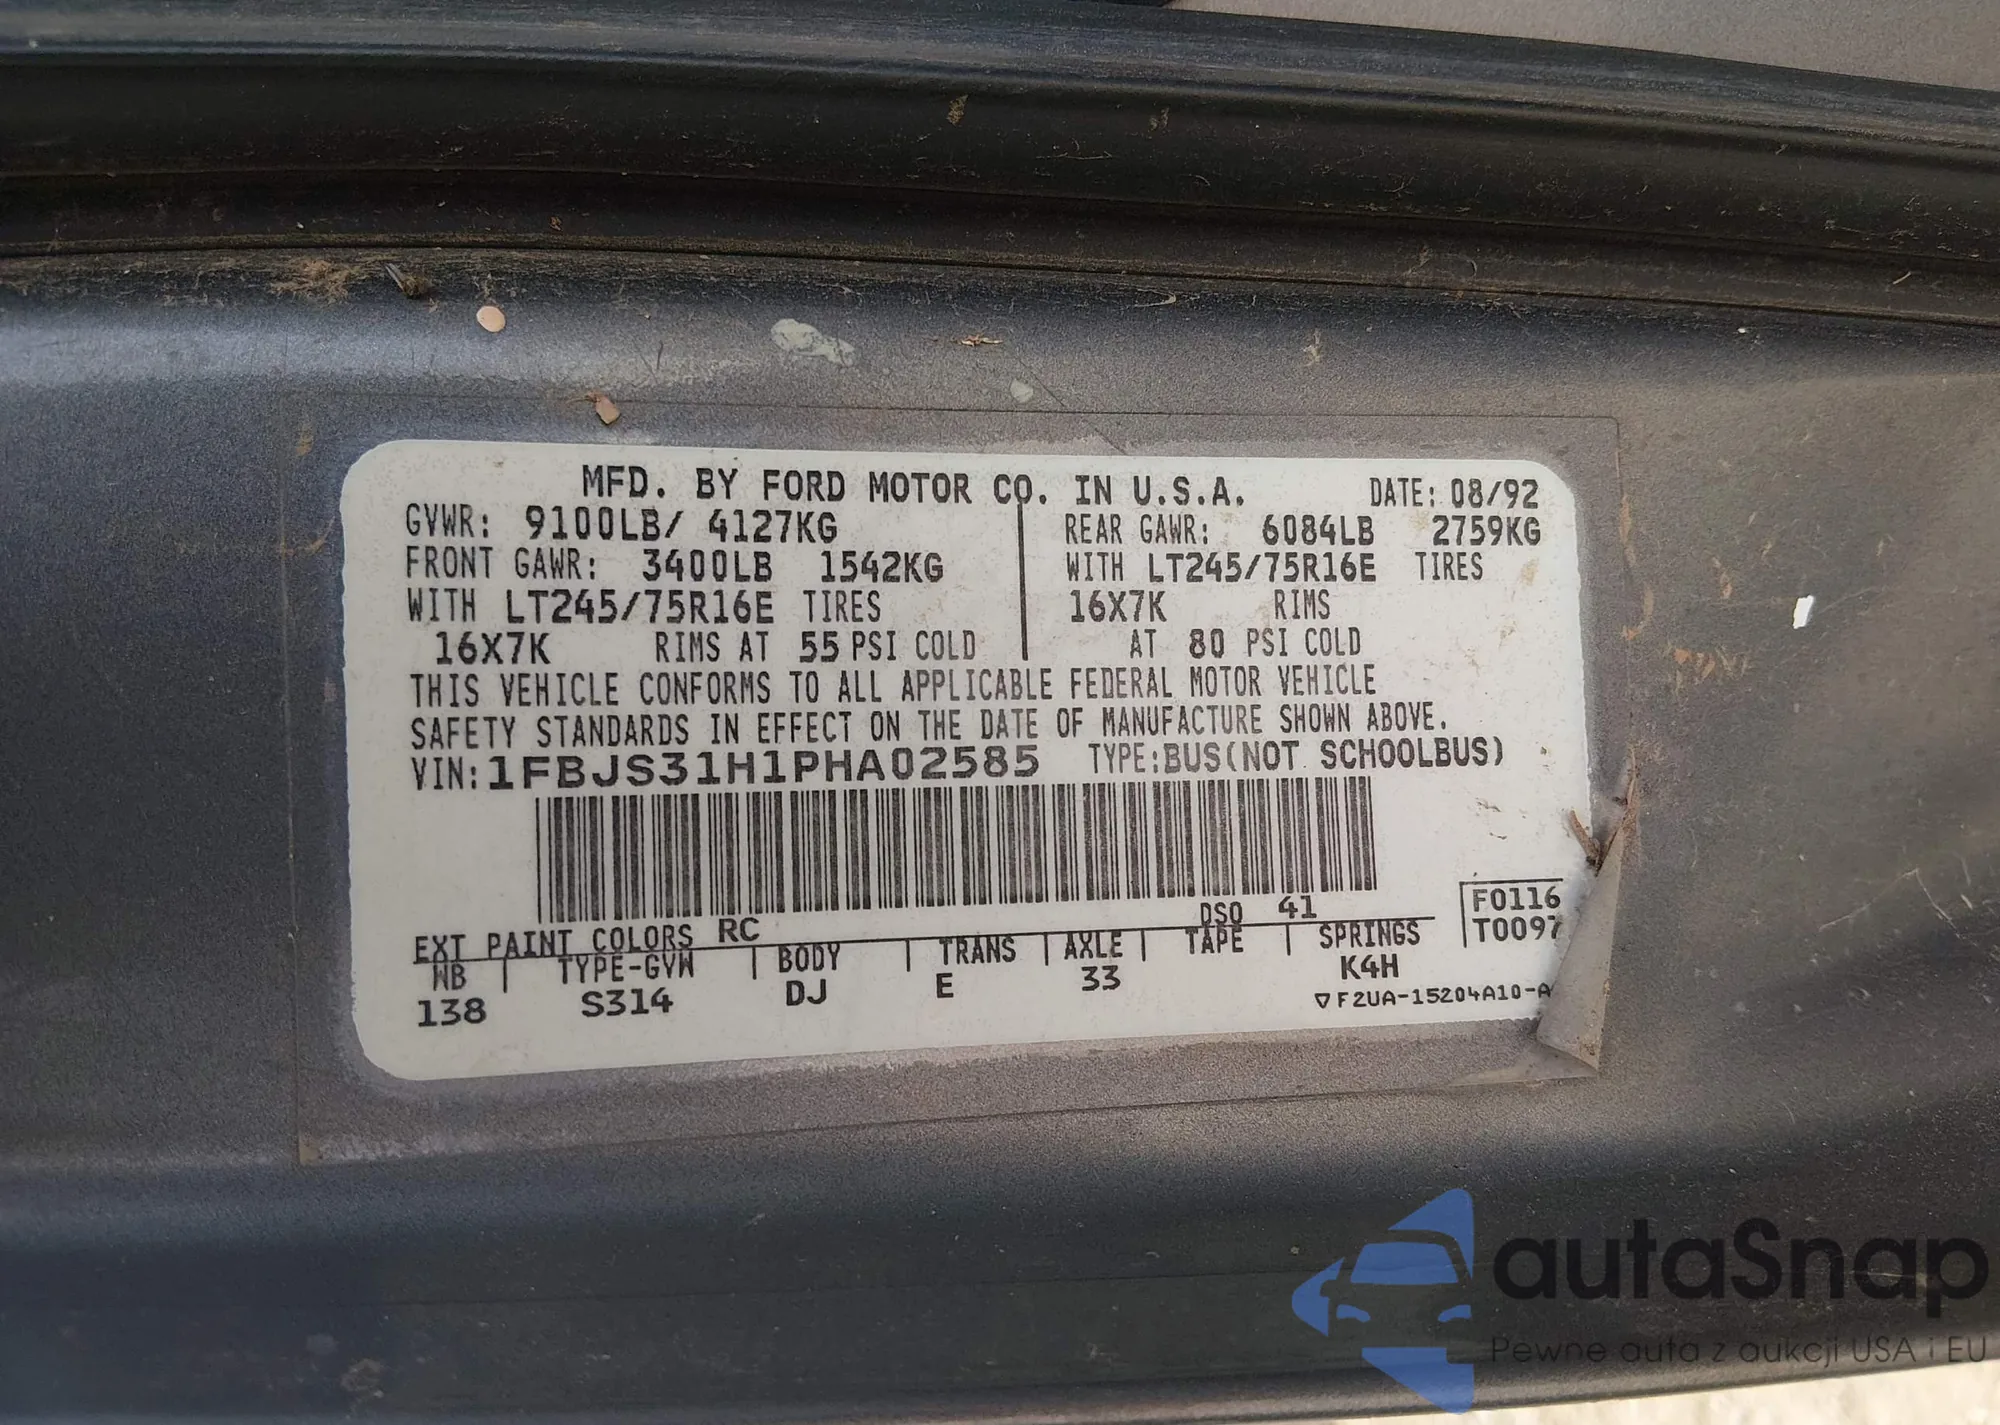 MFD. BY FORD MOTOR CO. IN U.S.A. DATE: 08/92
GVWR: 9100LB/ 4127KG REAR GAWR: 6084LB 2759KG
FRONT GAWR: 3400LB 1542KG WITH LT245/75R16E TIRES
WITH LT245/75R16E TIRES 16X7K RIMS
16X7K RIMS AT 55 PSI COLD AT 80 PSI COLD
THIS VEHICLE CONFORMS TO ALL APPLICABLE FEDERAL MOTOR VEHICLE
SAFETY STANDARDS IN EFFECT ON THE DATE OF MANUFACTURE SHOWN ABOVE.
VIN: 1FBJS31H1PHA02585 TYPE: BUS(NOT SCHOOLBUS)
F0116
T0097
EXT PAINT COLORS RC DSO 41
WB TYPE-GVW BODY TRANS AXLE TAPE SPRINGS
138 S314 DJ E 33 K4H
F2UA-15204A10-A
autaSnap
Pewne auta z aukcji USA i EU